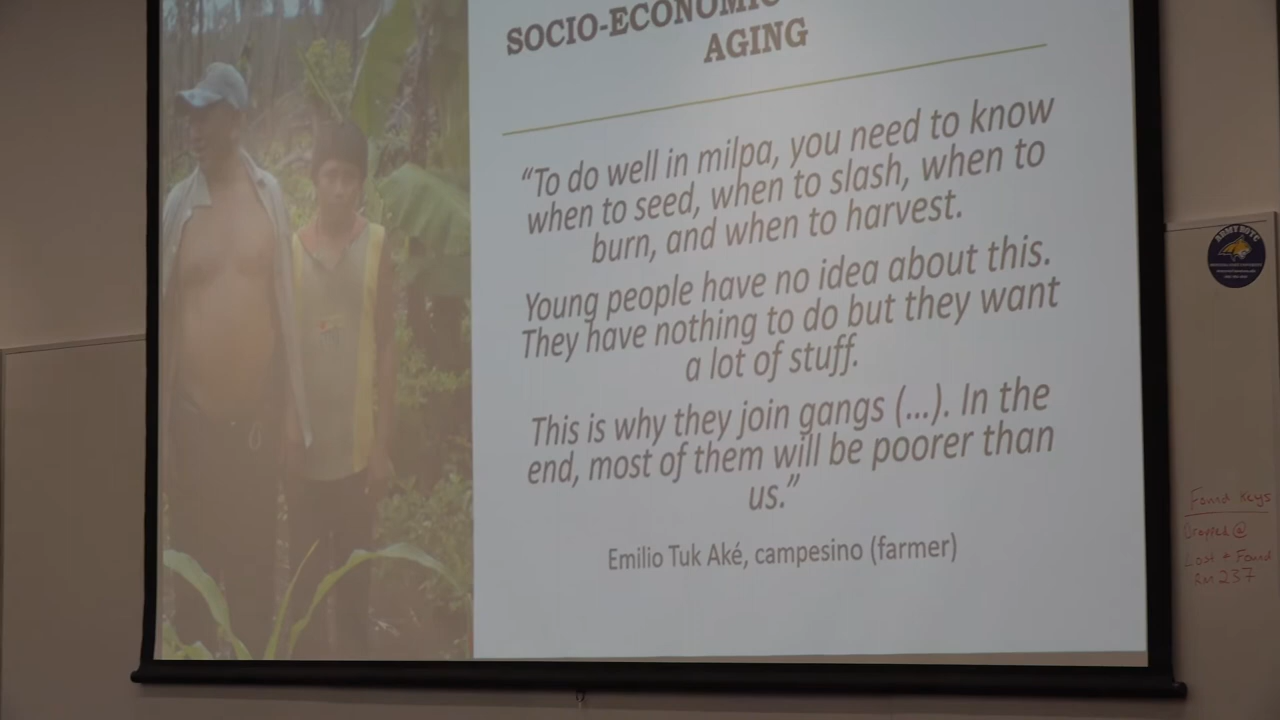 SOCIO-ECONOMIC
AGING
“To do well in milpa, you need to know
when to seed, when to slash, when to
burn, and when to harvest.
Young people have no idea about this.
They have nothing to do but they want
a lot of stuff.
This is why they join gangs (...). In the
end, most of them will be poorer than
us.”
Emilio Tuk Aké, campesino (farmer)
ARMY ROTC
Found Keys
Dropped @
Lost + Found
RM 237